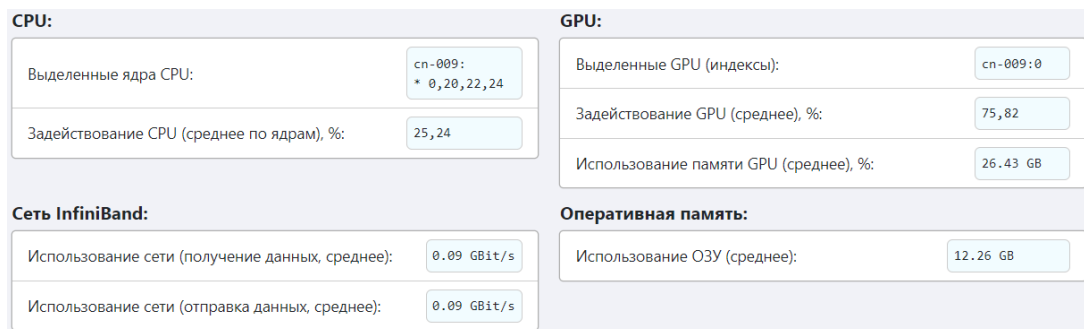 CPU:
Выделенные ядра CPU:
cn-009:
* 0,20,22,24
Задействование CPU (среднее по ядрам), %:
25,24
GPU:
Выделенные GPU (индексы):
cn-009:0
Задействование GPU (среднее), %:
75,82
Использование памяти GPU (среднее), %:
26.43 GB
Сеть InfiniBand:
Использование сети (получение данных, среднее):
0.09 GBit/s
Использование сети (отправка данных, среднее):
0.09 GBit/s
Оперативная память:
Использование ОЗУ (среднее):
12.26 GB